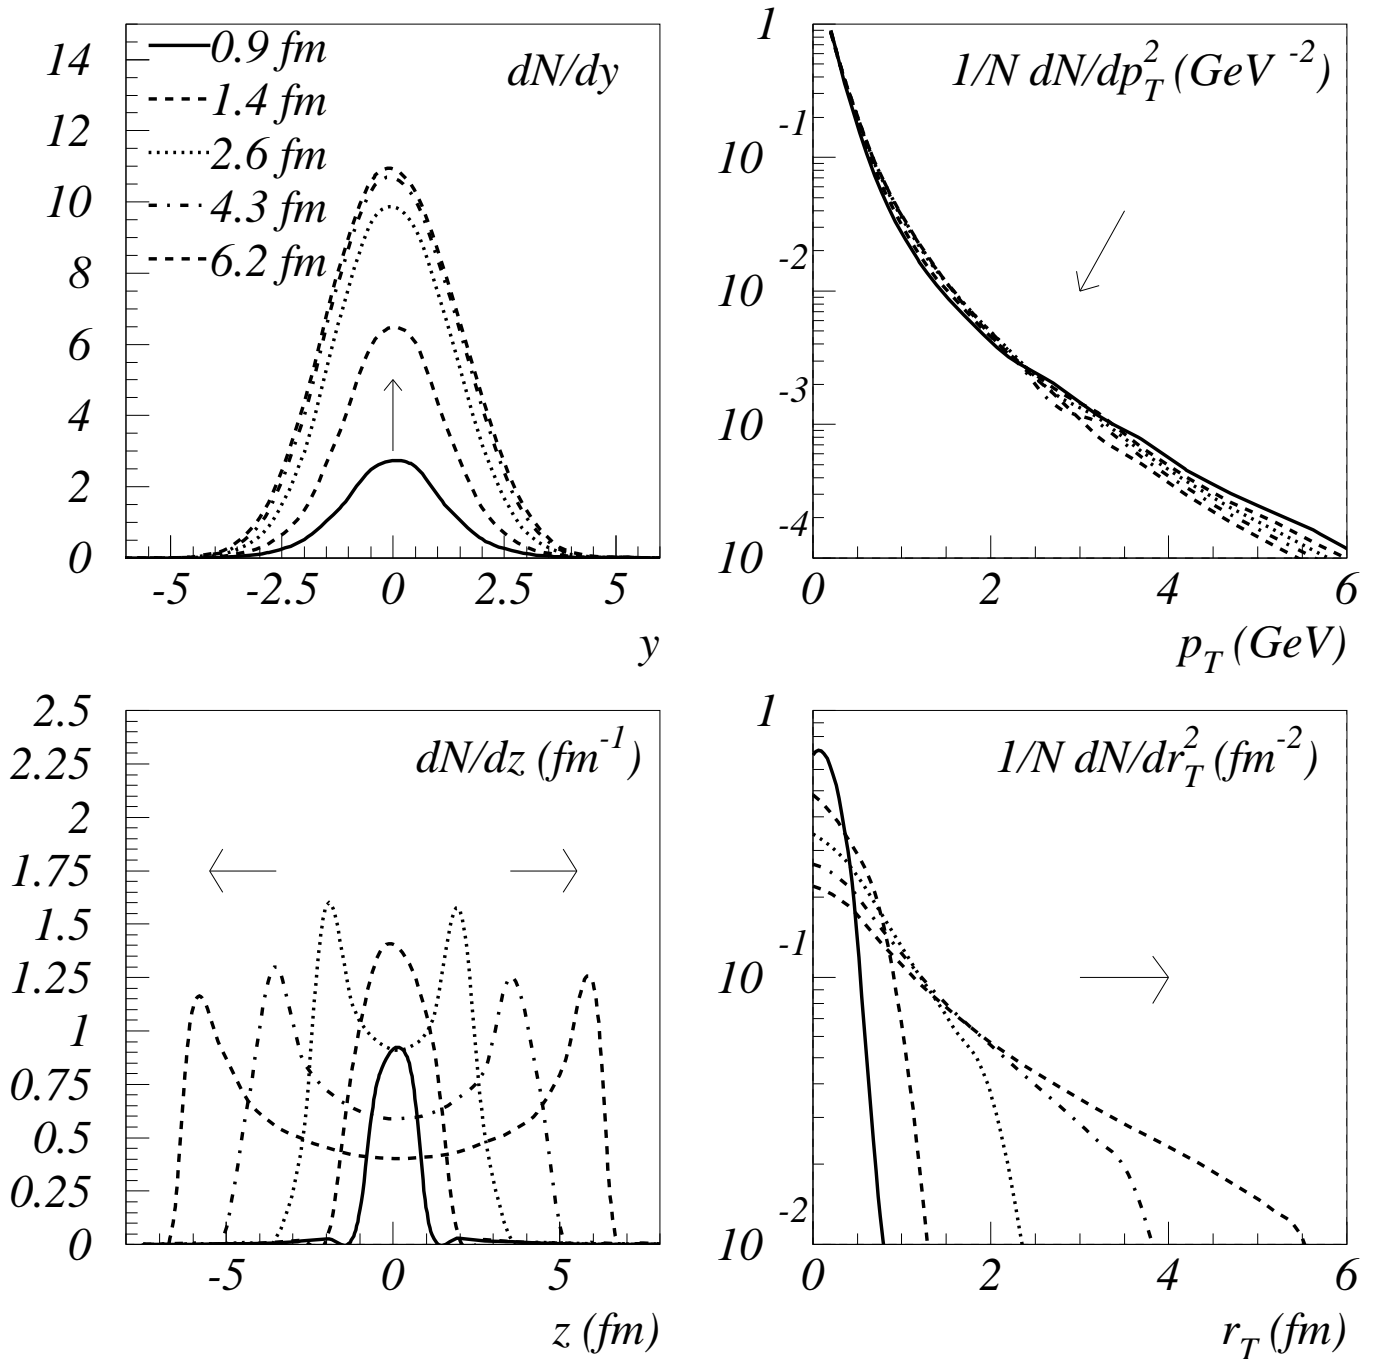 dN/dy
0.9 fm
1.4 fm
2.6 fm
4.3 fm
6.2 fm
14
12
10
8
6
4
2
0
-5 -2.5 0 2.5 5
y
1/N dN/dp_T^2 (GeV^-2)
1
10^-1
10^-2
10^-3
10^-4
0 2 4 6
p_T (GeV)
dN/dz (fm^-1)
2.5
2.25
2
1.75
1.5
1.25
1
0.75
0.5
0.25
0
-5 0 5
z (fm)
1/N dN/dr_T^2 (fm^-2)
1
10^-1
10^-2
0 2 4 6
r_T (fm)